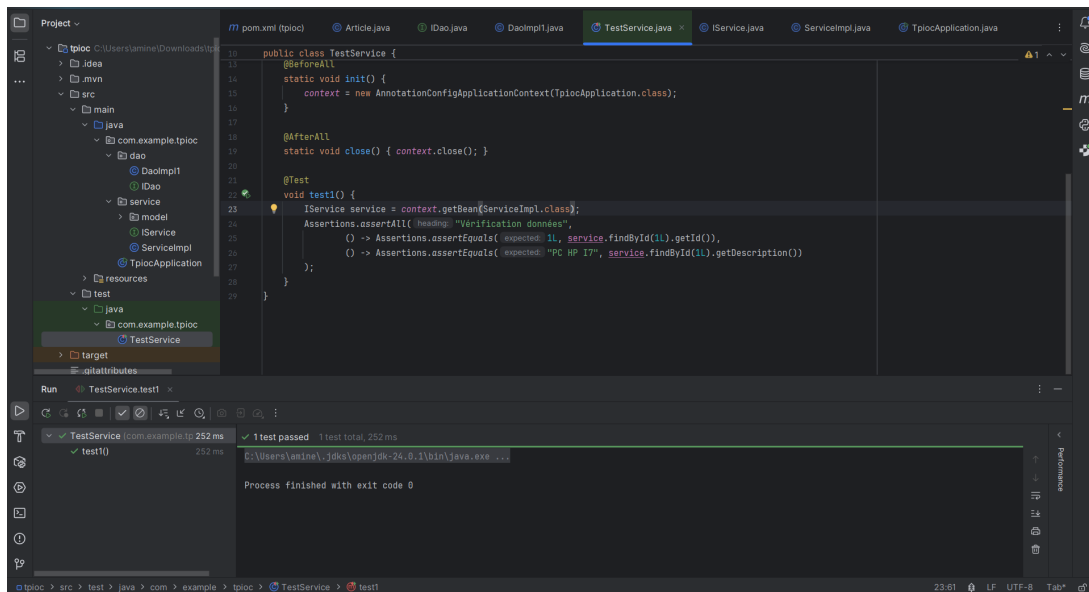 Project
pom.xml (tpioc)
Article.java
IDao.java
DaoImpl1.java
TestService.java
IService.java
ServiceImpl.java
TpiocApplication.java
tpioc C:\Users\amine\Downloads\tpi
.idea
.mvn
src
main
java
com.example.tpioc
dao
DaoImpl1
IDao
service
model
IService
ServiceImpl
TpiocApplication
resources
test
java
com.example.tpioc
TestService
target
.gitattributes
1
10 public class TestService {
13 @BeforeAll
14 static void init() {
15 context = new AnnotationConfigApplicationContext(TpiocApplication.class);
16 }
17
18 @AfterAll
19 static void close() { context.close(); }
20
21 @Test
22 void test1() {
23 IService service = context.getBean(ServiceImpl.class);
24 Assertions.assertAll( heading: "Vérification données",
25 () -> Assertions.assertEquals( expected: 1L, service.findById(1L).getId()),
26 () -> Assertions.assertEquals( expected: "PC HP I7", service.findById(1L).getDescription())
27 );
28 }
29 }
Run TestService.test1
TestService (com.example.tp 252 ms
test1() 252 ms
1 test passed 1 test total, 252 ms
C:\Users\amine\.jdks\openjdk-24.0.1\bin\java.exe ...
Process finished with exit code 0
Performance
tpioc > src > test > java > com > example > tpioc > TestService > test1
23:61 LF UTF-8 Tab*